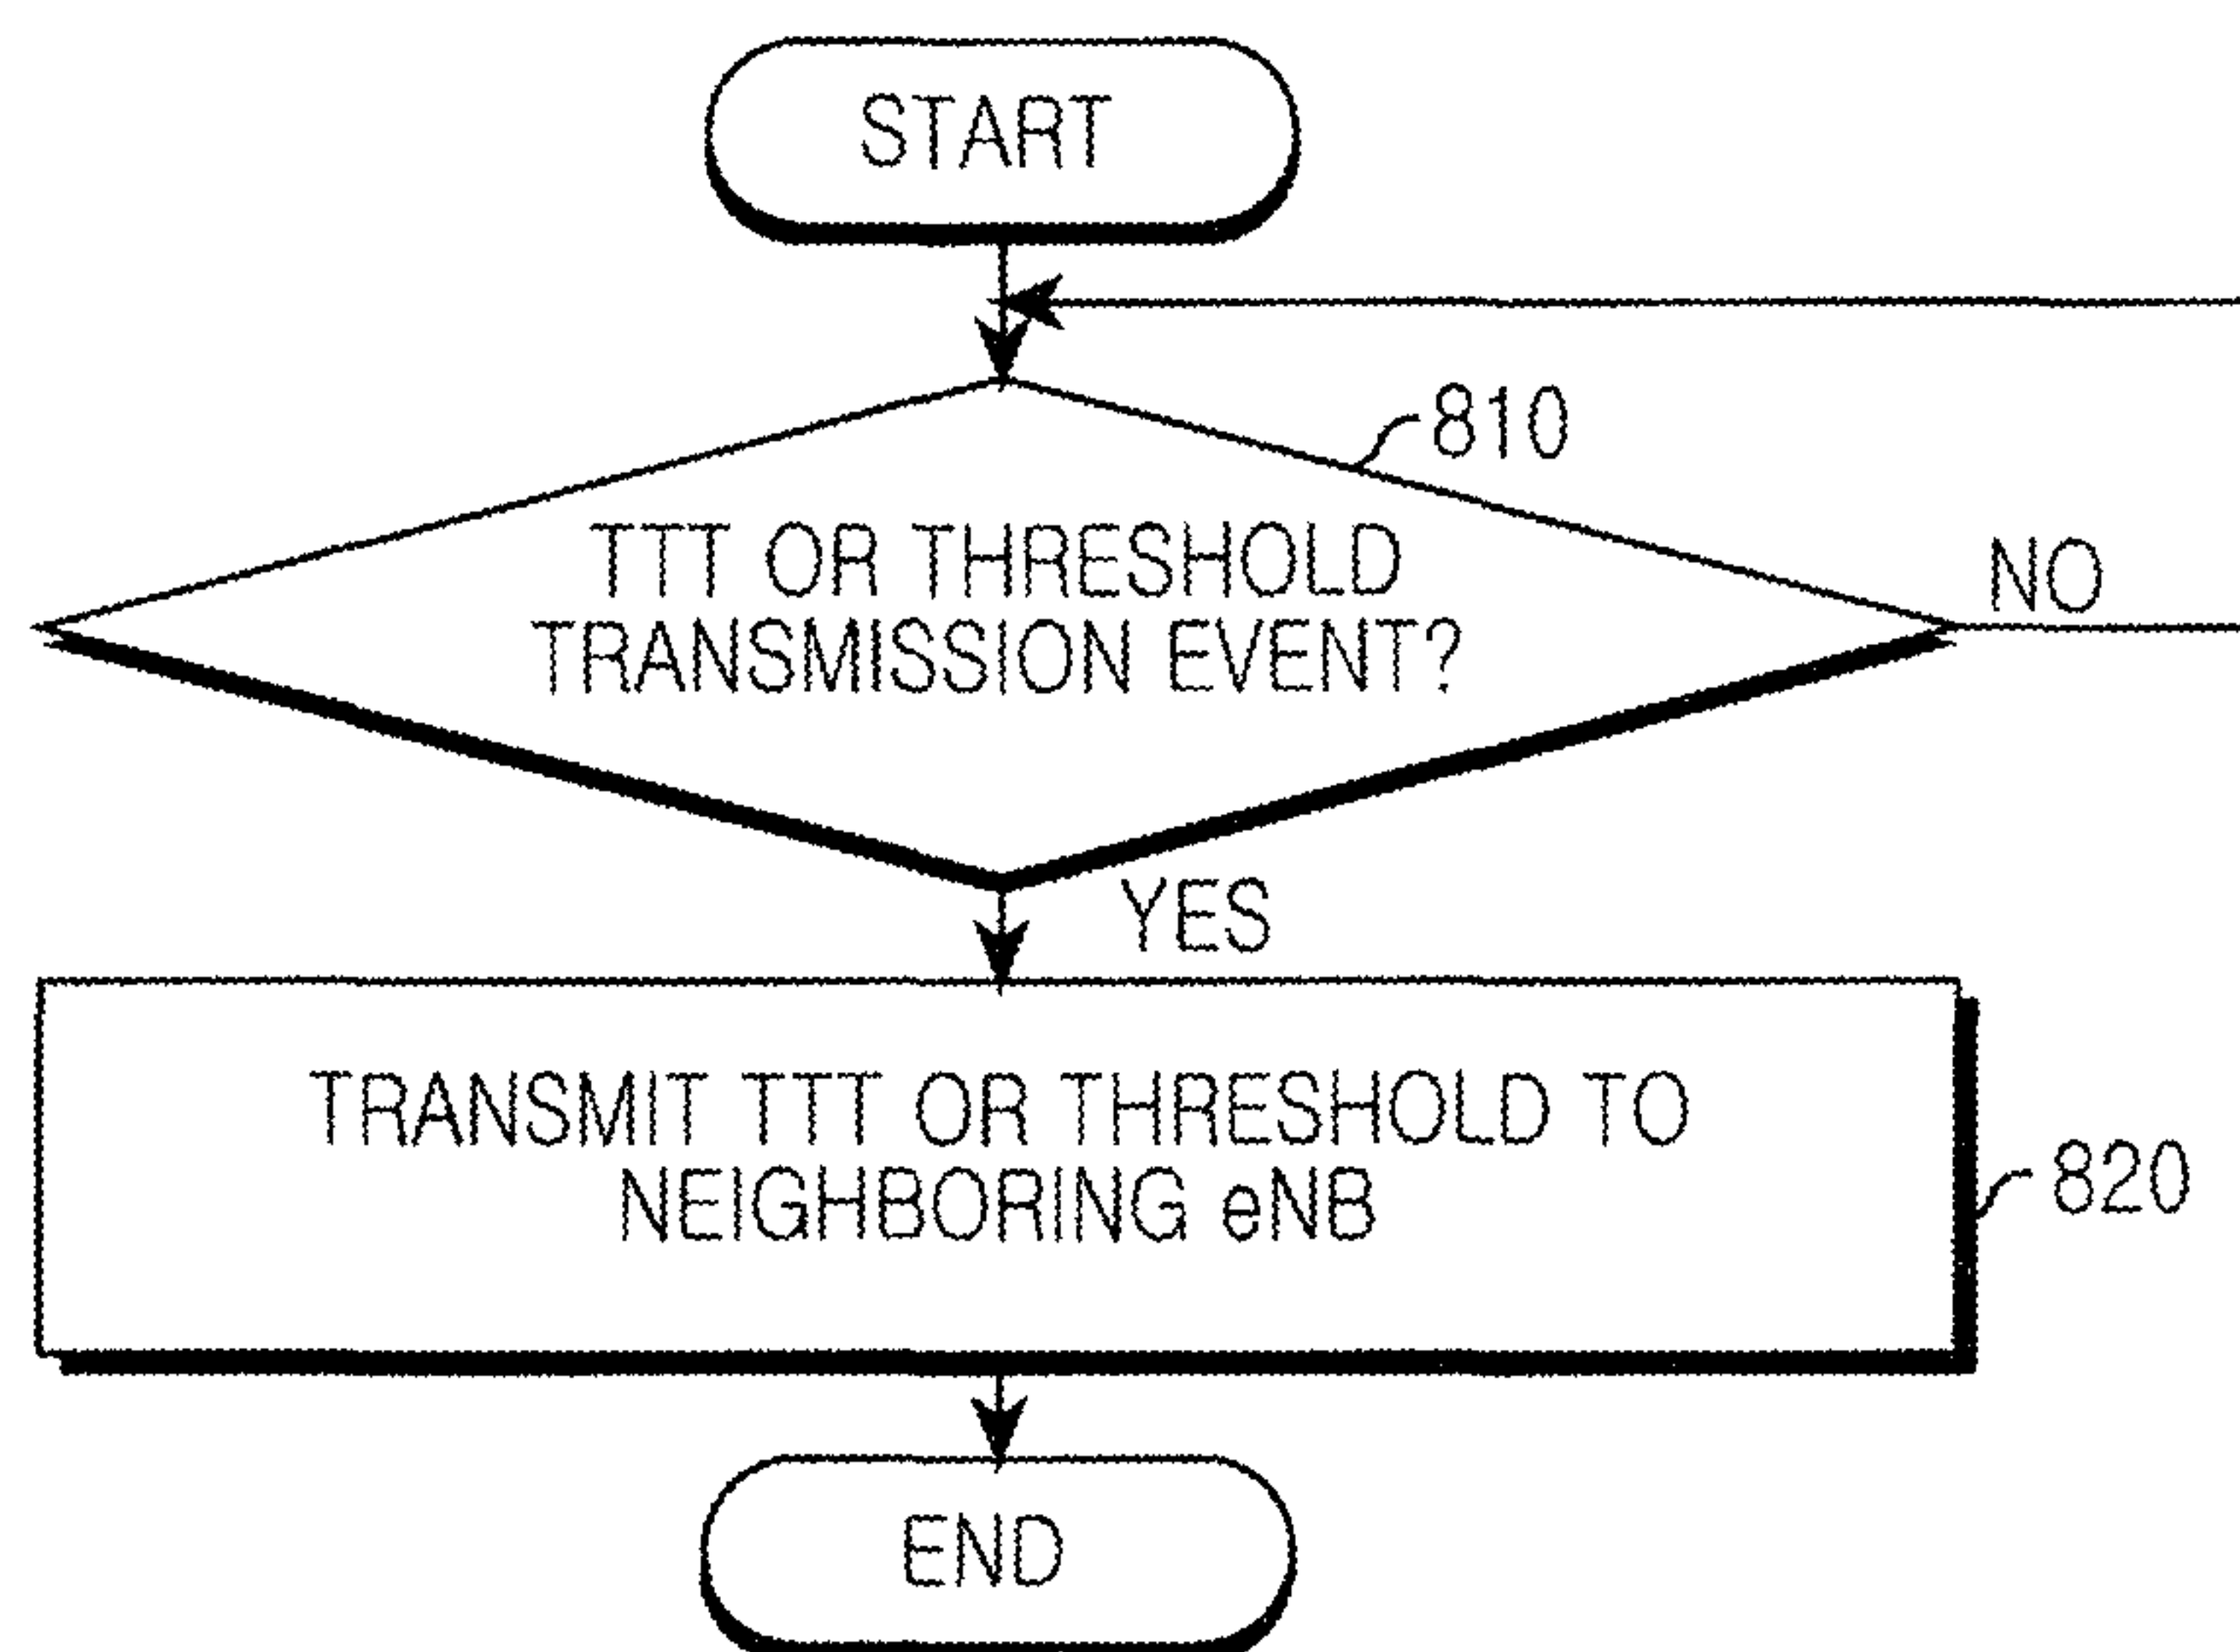 START
810
TTT OR THRESHOLD
TRANSMISSION EVENT?
NO
YES
TRANSMIT TTT OR THRESHOLD TO
NEIGHBORING eNB
820
END